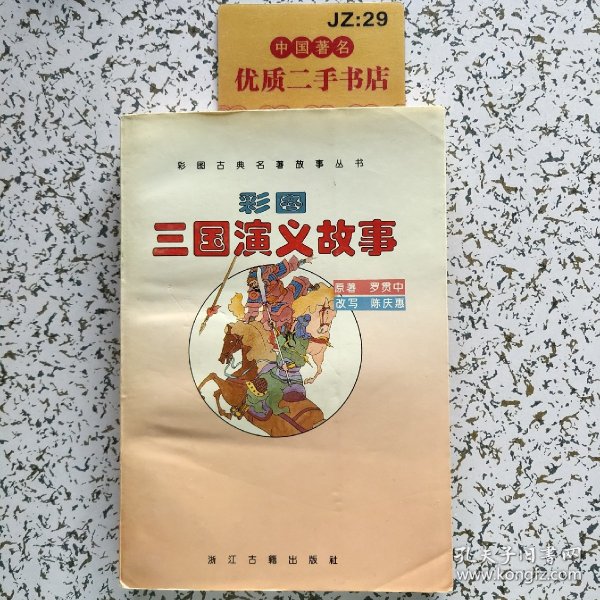 JZ:29
中国著名
优质二手书店
彩图古典名著故事丛书
彩图
三国演义故事
原著 罗贯中
改写 陈庆惠
浙江古籍出版社
孔夫子旧书网
www.kongfz.com